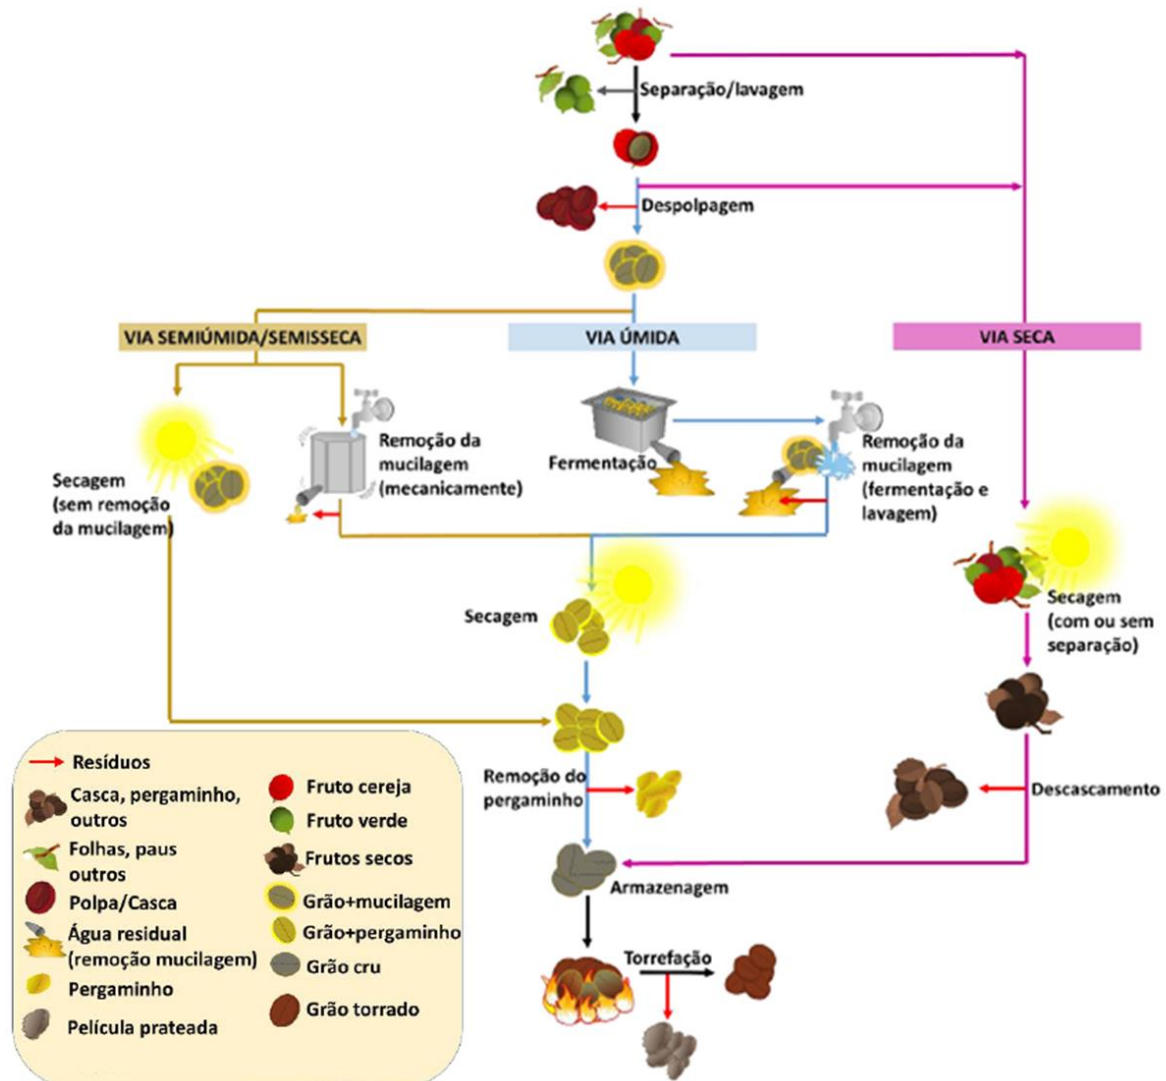 Separação/lavagem
Despolpagem
VIA SEMIÚMIDA/SEMISSECA
VIA ÚMIDA
VIA SECA
Secagem
(sem remoção
da mucilagem)
Remoção da
mucilagem
(mecanicamente)
Fermentação
Remoção da
mucilagem
(fermentação e
lavagem)
Secagem
Secagem
(com ou sem
separação)
Remoção do
pergaminho
Descascamento
Armazenagem
Torrefação
Resíduos
Casca, pergaminho,
outros
Folhas, paus
outros
Polpa/Casca
Água residual
(remoção mucilagem)
Pergaminho
Película prateada
Fruto cereja
Fruto verde
Frutos secos
Grão+mucilagem
Grão+pergaminho
Grão cru
Grão torrado